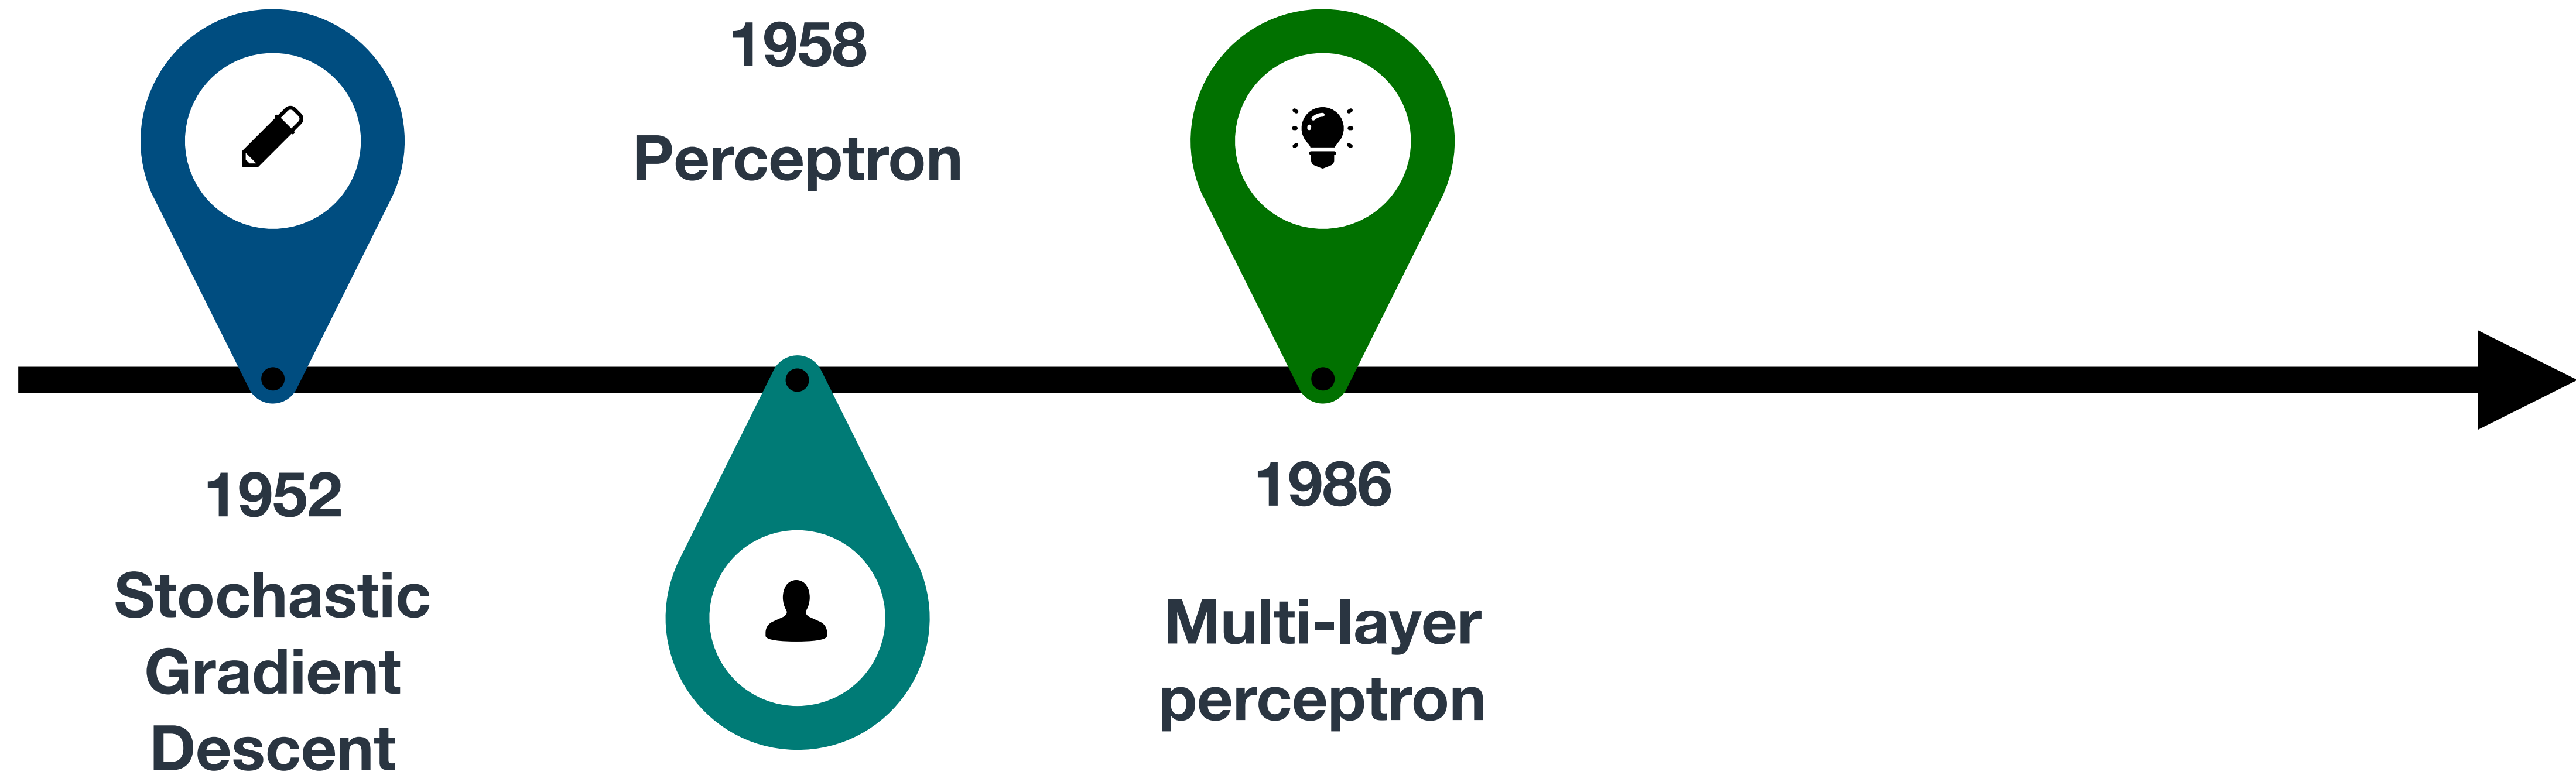 1952
Stochastic
Gradient
Descent
1958
Perceptron
1986
Multi-layer
perceptron